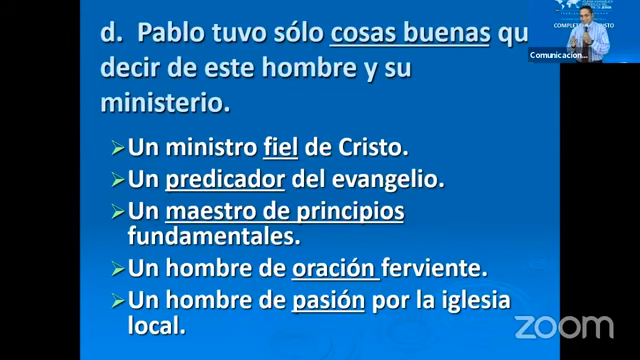 d. Pablo tuvo sólo cosas buenas qu
decir de este hombre y su
ministerio.
➢Un ministro fiel de Cristo.
➢Un predicador del evangelio.
➢Un maestro de principios
fundamentales.
➢Un hombre de oración ferviente.
➢Un hombre de pasión por la iglesia
local.
Comunicacion...
zoom